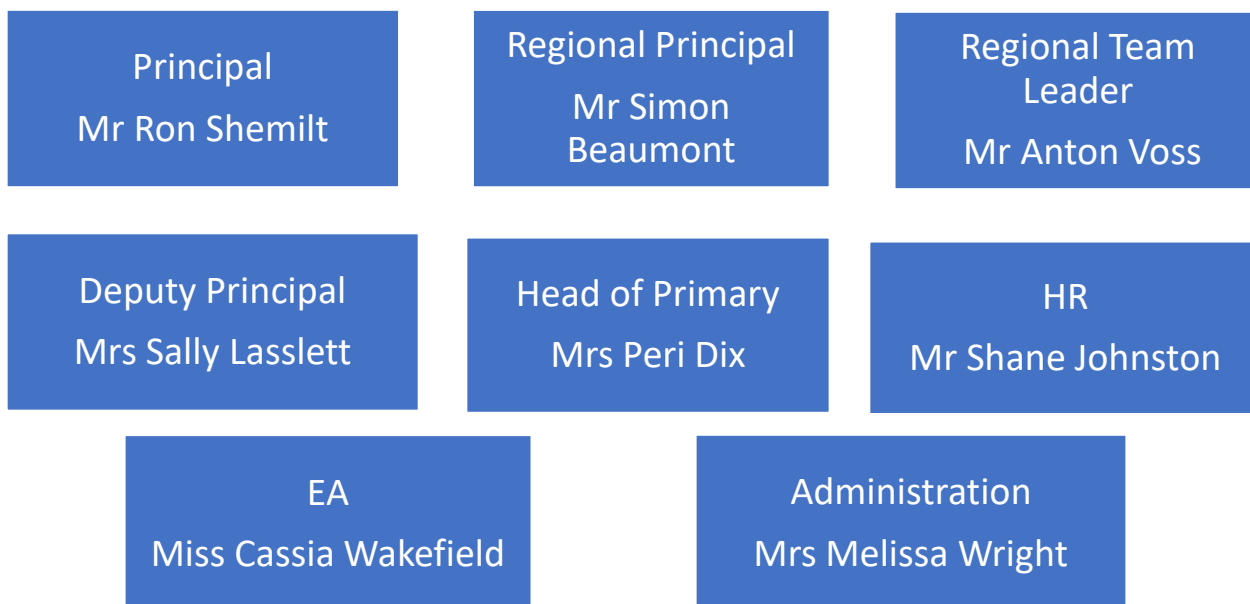 Principal
Mr Ron Shemilt
Regional Principal
Mr Simon
Beaumont
Regional Team
Leader
Mr Anton Voss
Deputy Principal
Mrs Sally Lasslett
Head of Primary
Mrs Peri Dix
HR
Mr Shane Johnston
EA
Miss Cassia Wakefield
Administration
Mrs Melissa Wright